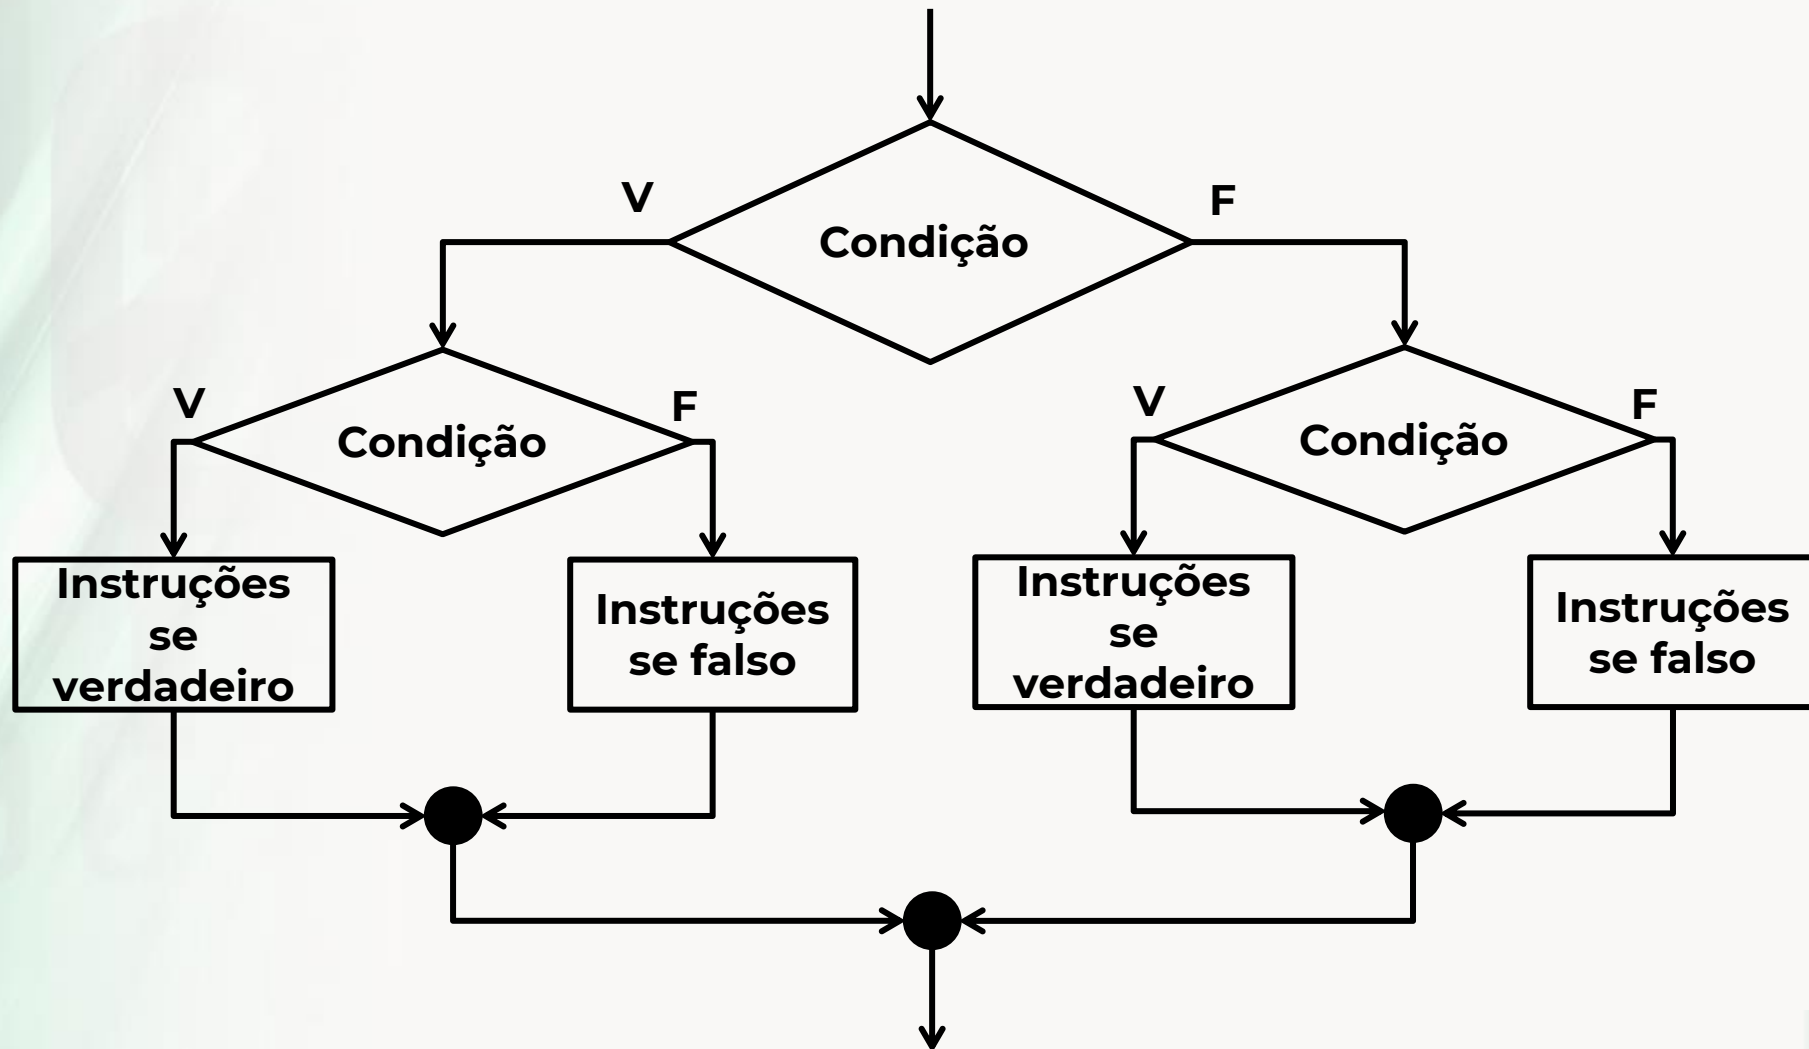 V
F
Condição
V
F
Condição
V
F
Condição
Instruções
se
verdadeiro
Instruções
se falso
Instruções
se
verdadeiro
Instruções
se falso